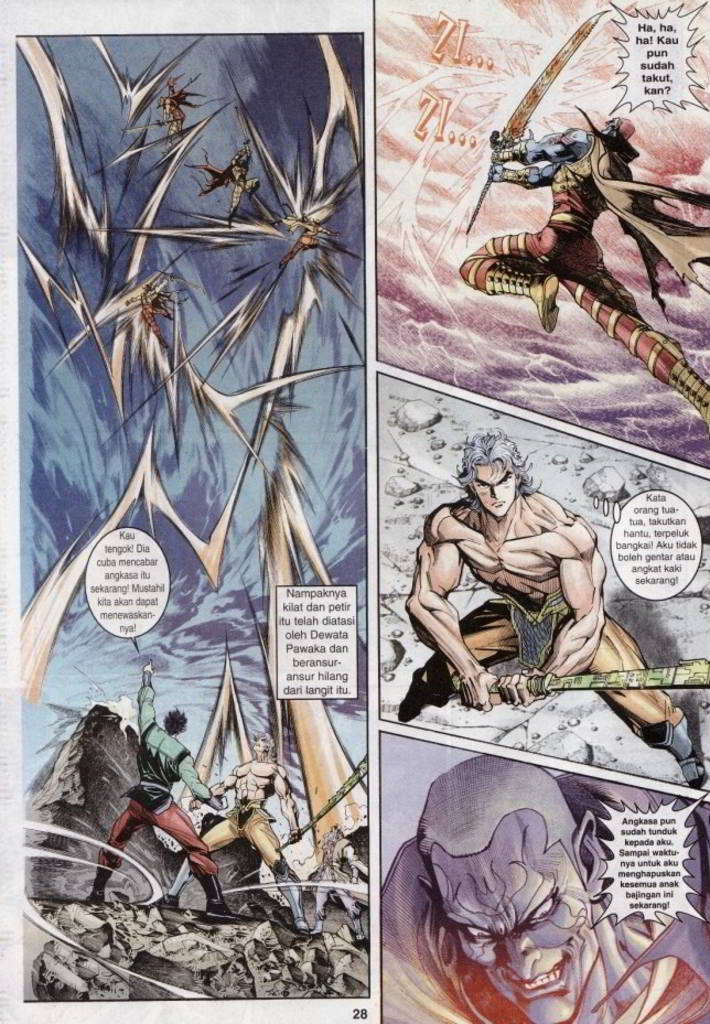 Kau
tengok! Dia
cuba mencabar
angkasa itu
sekarang! Mustahil
kita akan dapat
menewaskan-
nya!
Nampaknya
kilat dan petir
itu telah diatasi
oleh Dewata
Pawaka dan
beransur-
ansur hilang
dari langit itu.
ZI...
ZI...
Ha, ha,
ha! Kau
pun
sudah
takut,
kan?
Kata
orang tua-
tua, takutkan
hantu, terpeluk
bangkai! Aku tidak
boleh gentar atau
angkat kaki
sekarang!
Angkasa pun
sudah tunduk
kepada aku.
Sampai waktu-
nya untuk aku
menghapuskan
kesemua anak
bajingan ini
sekarang!
28